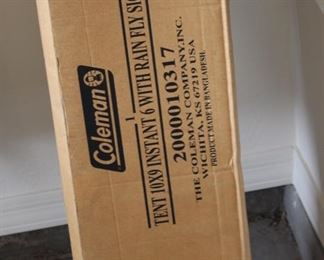 Coleman
1
TENT 10X9 INSTANT 6 WITH RAIN FLY SIG
2000010317
THE COLEMAN COMPANY,INC.
WICHITA, KS 67219 USA
PRODUCT MADE IN BANGLADESH.